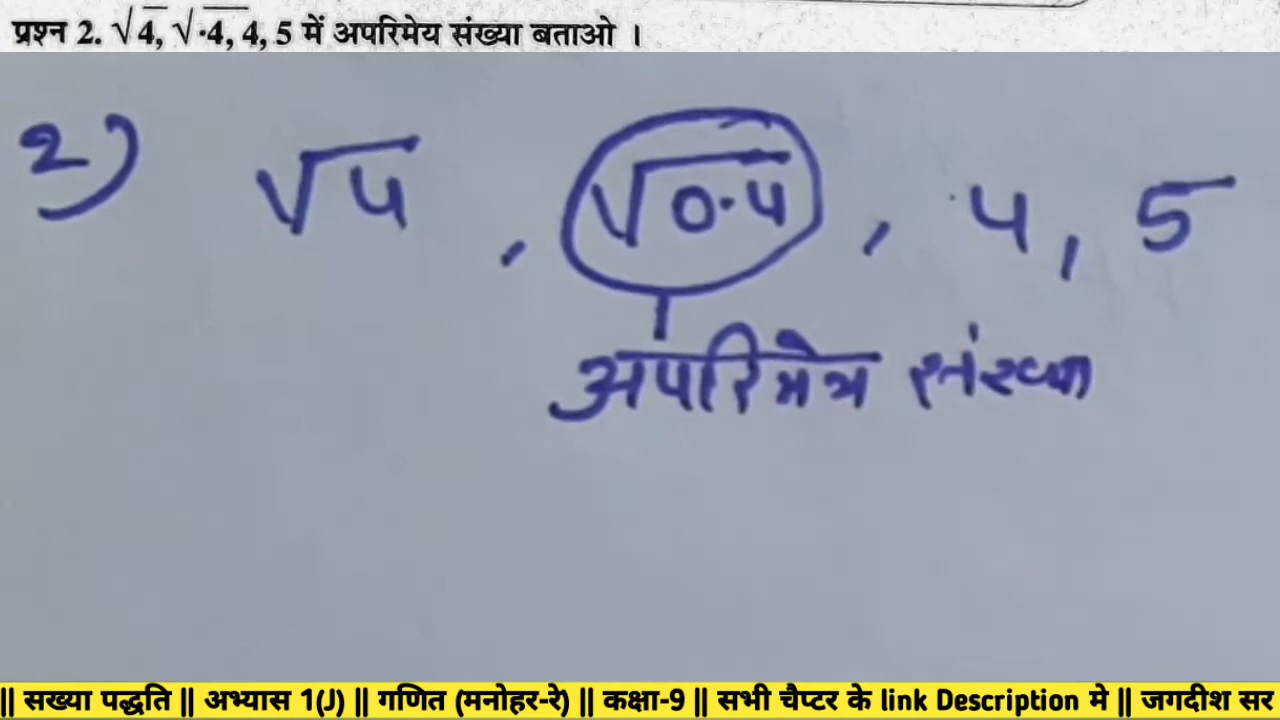 प्रश्न 2. √4, √·4, 4, 5 में अपरिमेय संख्या बताओ ।
2) √4 , √0·4 , 4 , 5
अपरिमेय संख्या
|| सख्या पद्धति || अभ्यास 1(J) || गणित (मनोहर-रे) || कक्षा-9 || सभी चैप्टर के link Description मे || जगदीश सर